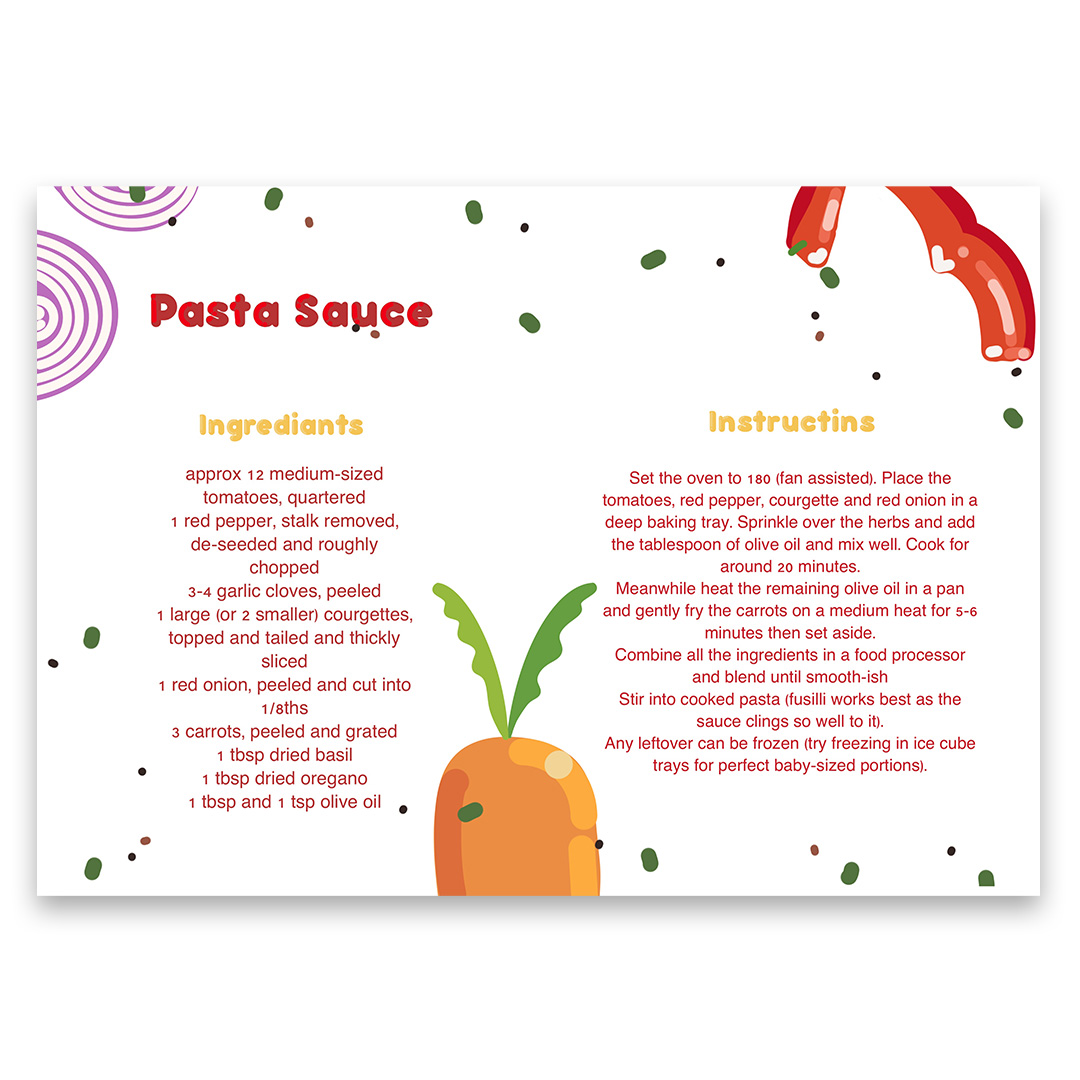 Pasta Sauce
Ingrediants
approx 12 medium-sized
tomatoes, quartered
1 red pepper, stalk removed,
de-seeded and roughly
chopped
3-4 garlic cloves, peeled
1 large (or 2 smaller) courgettes,
topped and tailed and thickly
sliced
1 red onion, peeled and cut into
1/8ths
3 carrots, peeled and grated
1 tbsp dried basil
1 tbsp dried oregano
1 tbsp and 1 tsp olive oil
Instructins
Set the oven to 180 (fan assisted). Place the
tomatoes, red pepper, courgette and red onion in a
deep baking tray. Sprinkle over the herbs and add
the tablespoon of olive oil and mix well. Cook for
around 20 minutes.
Meanwhile heat the remaining olive oil in a pan
and gently fry the carrots on a medium heat for 5-6
minutes then set aside.
Combine all the ingredients in a food processor
and blend until smooth-ish
Stir into cooked pasta (fusilli works best as the
sauce clings so well to it).
Any leftover can be frozen (try freezing in ice cube
trays for perfect baby-sized portions).